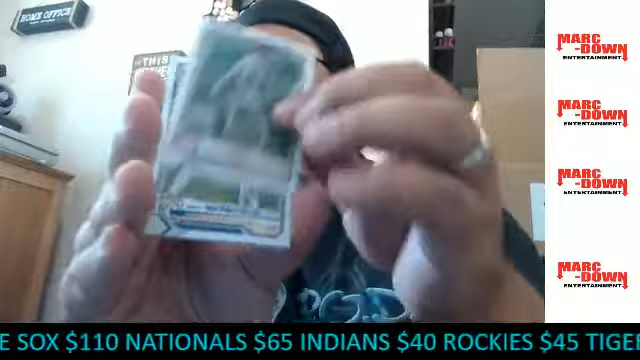 HOME OFFICE
THIS
MARC
-DOWN
ENTERTAINMENT
MARC
-DOWN
ENTERTAINMENT
MARC
-DOWN
ENTERTAINMENT
MARC
-DOWN
ENTERTAINMENT
E SOX $110 NATIONALS $65 INDIANS $40 ROCKIES $45 TIGE